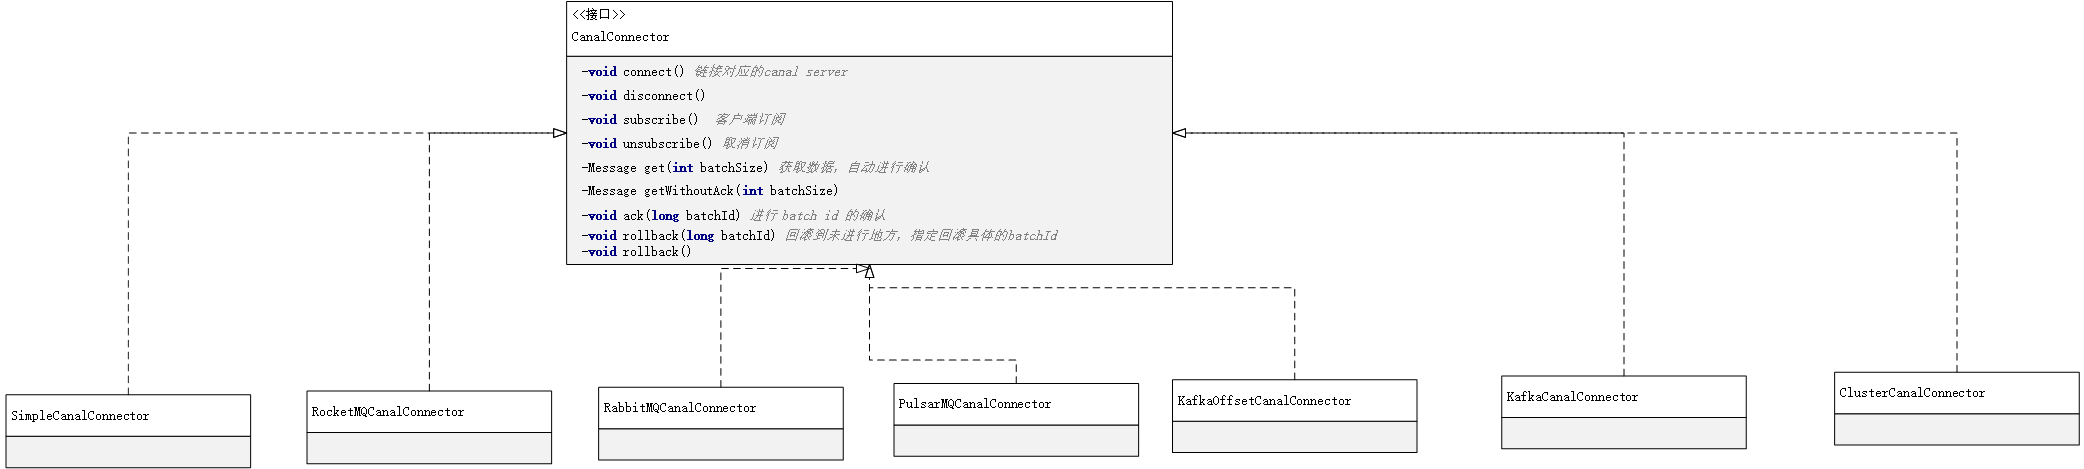 <<接口>>
CanalConnector
-void connect() 链接对应的canal server
-void disconnect()
-void subscribe() 客户端订阅
-void unsubscribe() 取消订阅
-Message get(int batchSize) 获取数据，自动进行确认
-Message getWithoutAck(int batchSize)
-void ack(long batchId) 进行 batch id 的确认
-void rollback(long batchId) 回滚到未进行地方，指定回滚具体的batchId
-void rollback()
SimpleCanalConnector
RocketMQCanalConnector
RabbitMQCanalConnector
PulsarMQCanalConnector
KafkaOffsetCanalConnector
KafkaCanalConnector
ClusterCanalConnector